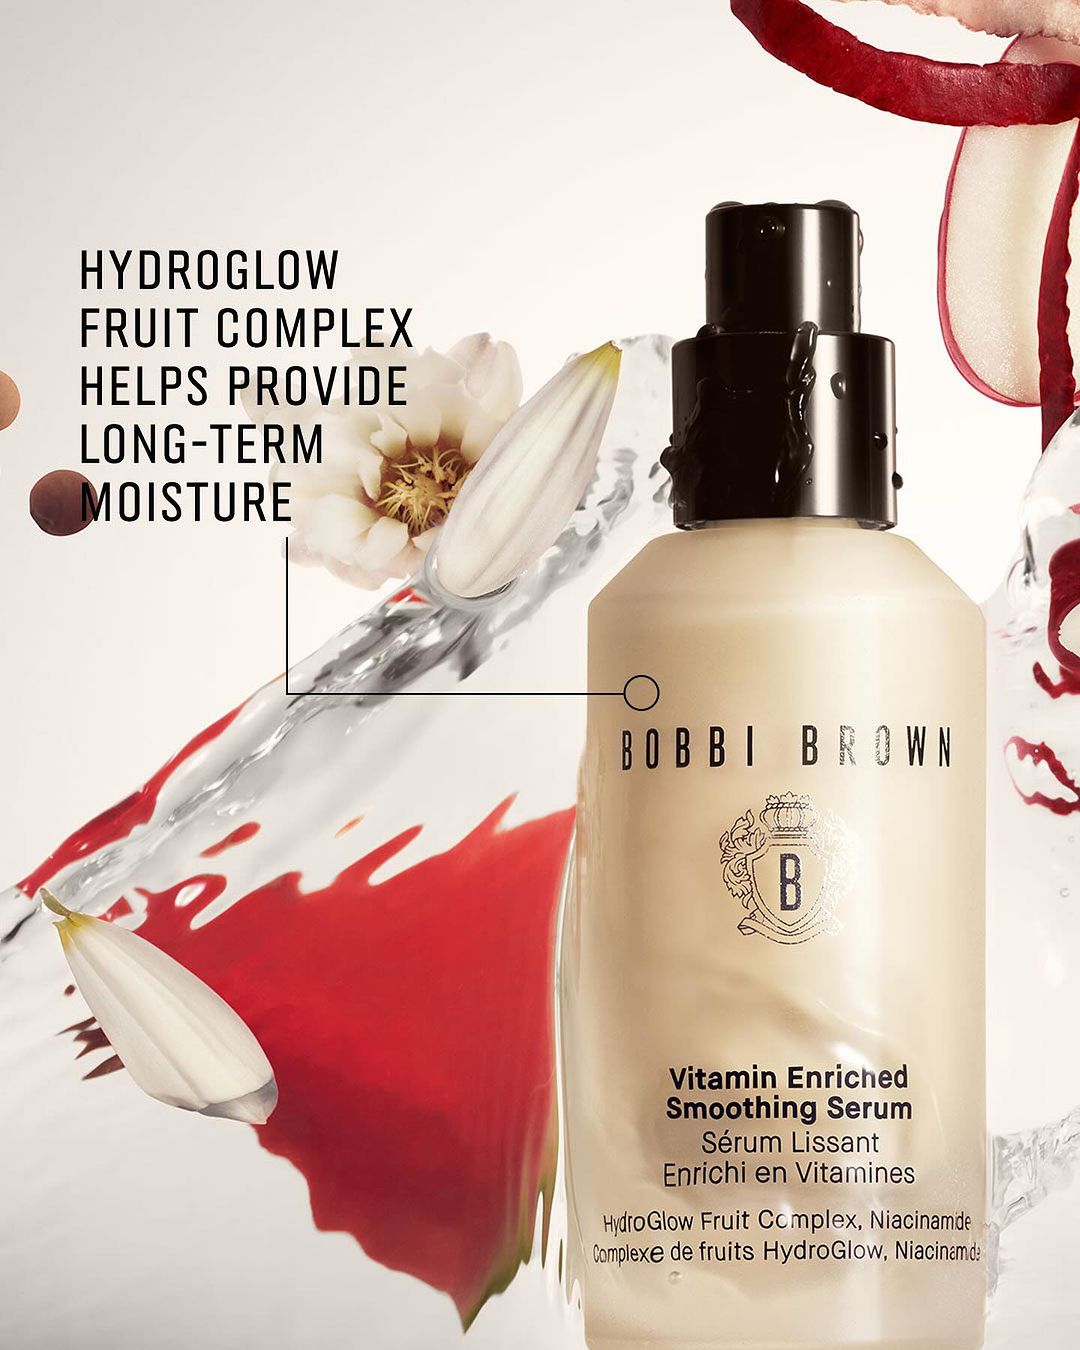 HYDROGLOW
FRUIT COMPLEX
HELPS PROVIDE
LONG-TERM
MOISTURE
BOBBI BROWN
B
Vitamin Enriched
Smoothing Serum
Sérum Lissant
Enrichi en Vitamines
HydroGlow Fruit Complex, Niacinamide
Complexe de fruits HydroGlow, Niacinamide